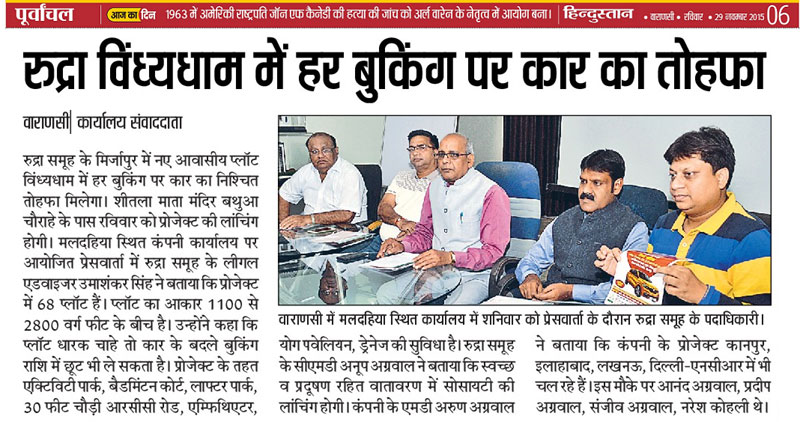 पूर्वांचल
आज का दिन
1963 में अमेरिकी राष्ट्रपति जॉन एफ कैनेडी की हत्या की जांच को अर्ल वारेन के नेतृत्व में आयोग बना।
हिन्दुस्तान
• वाराणसी • रविवार • 29 नवम्बर 2015 06
रुद्रा विंध्यधाम में हर बुकिंग पर कार का तोहफा
वाराणसी | कार्यालय संवाददाता
रुद्रा समूह के मिर्जापुर में नए आवासीय प्लॉट
विंध्यधाम में हर बुकिंग पर कार का निश्चित
तोहफा मिलेगा। शीतला माता मंदिर बथुआ
चौराहे के पास रविवार को प्रोजेक्ट की लांचिंग
होगी। मलदहिया स्थित कंपनी कार्यालय पर
आयोजित प्रेसवार्ता में रुद्रा समूह के लीगल
एडवाइजर उमाशंकर सिंह ने बताया कि प्रोजेक्ट
में 68 प्लॉट हैं। प्लॉट का आकार 1100 से
2800 वर्ग फीट के बीच है। उन्होंने कहा कि
प्लॉट धारक चाहे तो कार के बदले बुकिंग
राशि में छूट भी ले सकता है। प्रोजेक्ट के तहत
एक्टिविटी पार्क, बैडमिंटन कोर्ट, लाफ्टर पार्क,
30 फीट चौड़ी आरसीसी रोड, एम्फिथिएटर,
वाराणसी में मलदहिया स्थित कार्यालय में शनिवार को प्रेसवार्ता के दौरान रुद्रा समूह के पदाधिकारी।
योग पवेलियन, ड्रेनेज की सुविधा है। रुद्रा समूह
के सीएमडी अनूप अग्रवाल ने बताया कि स्वच्छ
व प्रदूषण रहित वातावरण में सोसायटी की
लांचिंग होगी। कंपनी के एमडी अरुण अग्रवाल
ने बताया कि कंपनी के प्रोजेक्ट कानपुर,
इलाहाबाद, लखनऊ, दिल्ली-एनसीआर में भी
चल रहे हैं। इस मौके पर आनंद अग्रवाल, प्रदीप
अग्रवाल, संजीव अग्रवाल, नरेश कोहली थे।